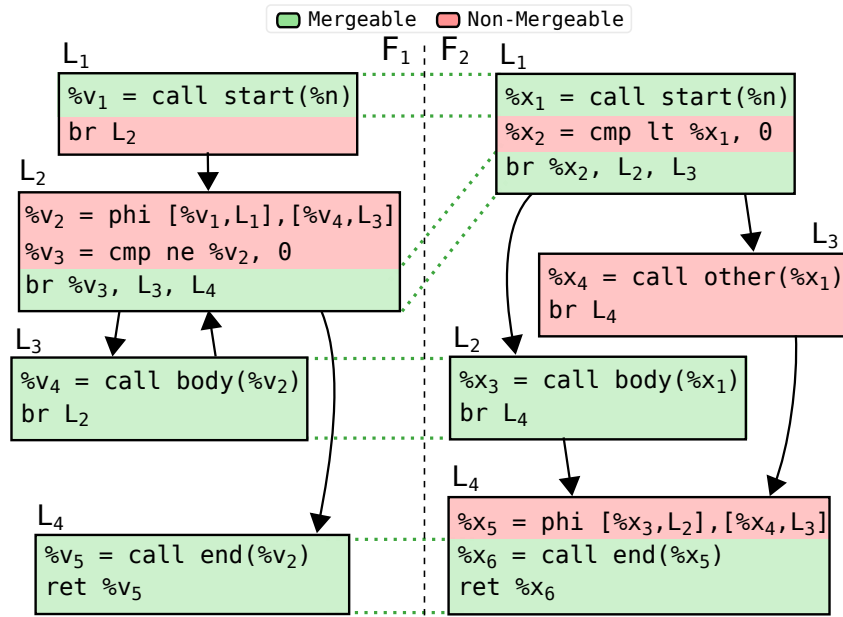 Mergeable Non-Mergeable
F₁ F₂
L₁
%v₁ = call start(%n)
br L₂
L₂
%v₂ = phi [%v₁,L₁],[%v₄,L₃]
%v₃ = cmp ne %v₂, 0
br %v₃, L₃, L₄
L₃
%v₄ = call body(%v₂)
br L₂
L₄
%v₅ = call end(%v₂)
ret %v₅
L₁
%x₁ = call start(%n)
%x₂ = cmp lt %x₁, 0
br %x₂, L₂, L₃
L₃
%x₄ = call other(%x₁)
br L₄
L₂
%x₃ = call body(%x₁)
br L₄
L₄
%x₅ = phi [%x₃,L₂],[%x₄,L₃]
%x₆ = call end(%x₅)
ret %x₆